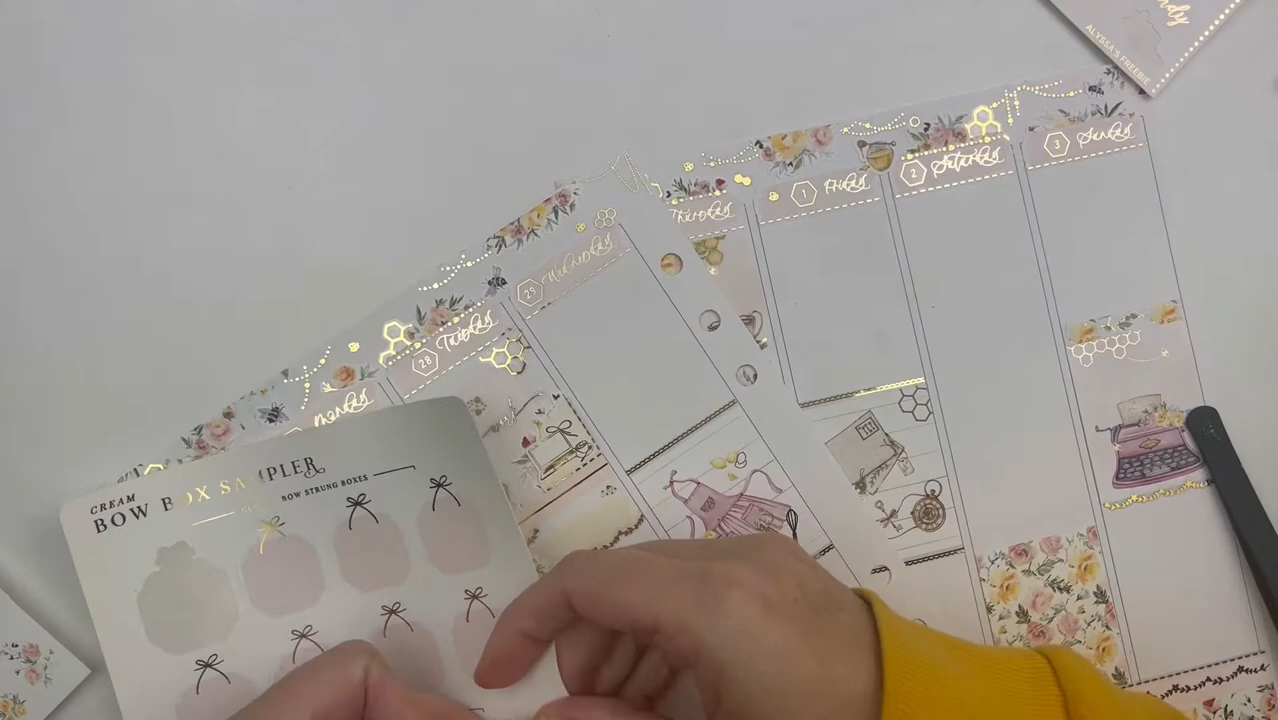 ALYSSA'S FREEBIE
3 Sunday
2 Saturday
1 Friday
Thursday
29 Wednesday
28 Tuesday
Monday
CREAM
BOW BOX SAMPLER
BOW STRUNG BOXES